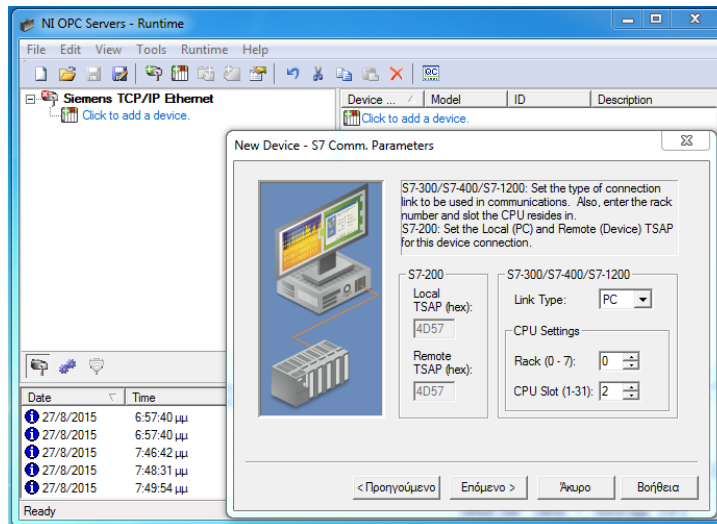 NI OPC Servers - Runtime
File Edit View Tools Runtime Help
QC
Siemens TCP/IP Ethernet
Click to add a device.
Device ... Model ID Description
Click to add a device.
New Device - S7 Comm. Parameters
S7-300/S7-400/S7-1200: Set the type of connection
link to be used in communications. Also, enter the rack
number and slot the CPU resides in.
S7-200: Set the Local (PC) and Remote (Device) TSAP
for this device connection.
S7-200
Local
TSAP (hex):
4D57
Remote
TSAP (hex):
4D57
S7-300/S7-400/S7-1200
Link Type: PC
CPU Settings
Rack (0 - 7): 0
CPU Slot (1-31): 2
< Προηγούμενο Επόμενο > Άκυρο Βοήθεια
Date Time
27/8/2015 6:57:40 μμ
27/8/2015 6:57:40 μμ
27/8/2015 7:46:42 μμ
27/8/2015 7:48:31 μμ
27/8/2015 7:49:54 μμ
Ready